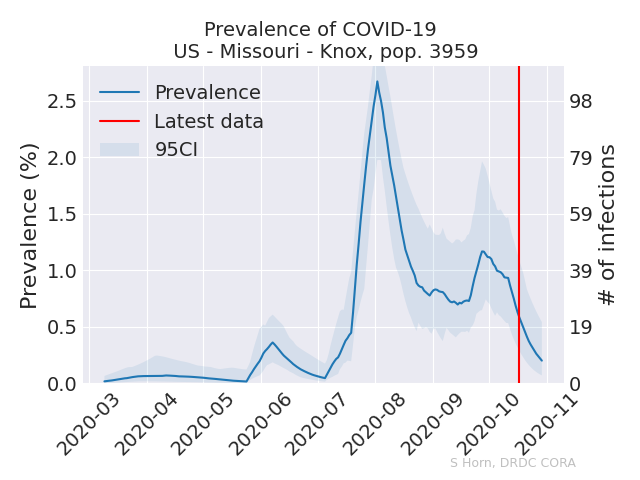 Prevalence of COVID-19
US - Missouri - Knox, pop. 3959
Prevalence
Latest data
95CI
Prevalence (%)
2.5
2.0
1.5
1.0
0.5
0.0
98
79
59
39
19
0
# of infections
2020-03
2020-04
2020-05
2020-06
2020-07
2020-08
2020-09
2020-10
2020-11
S Horn, DRDC CORA